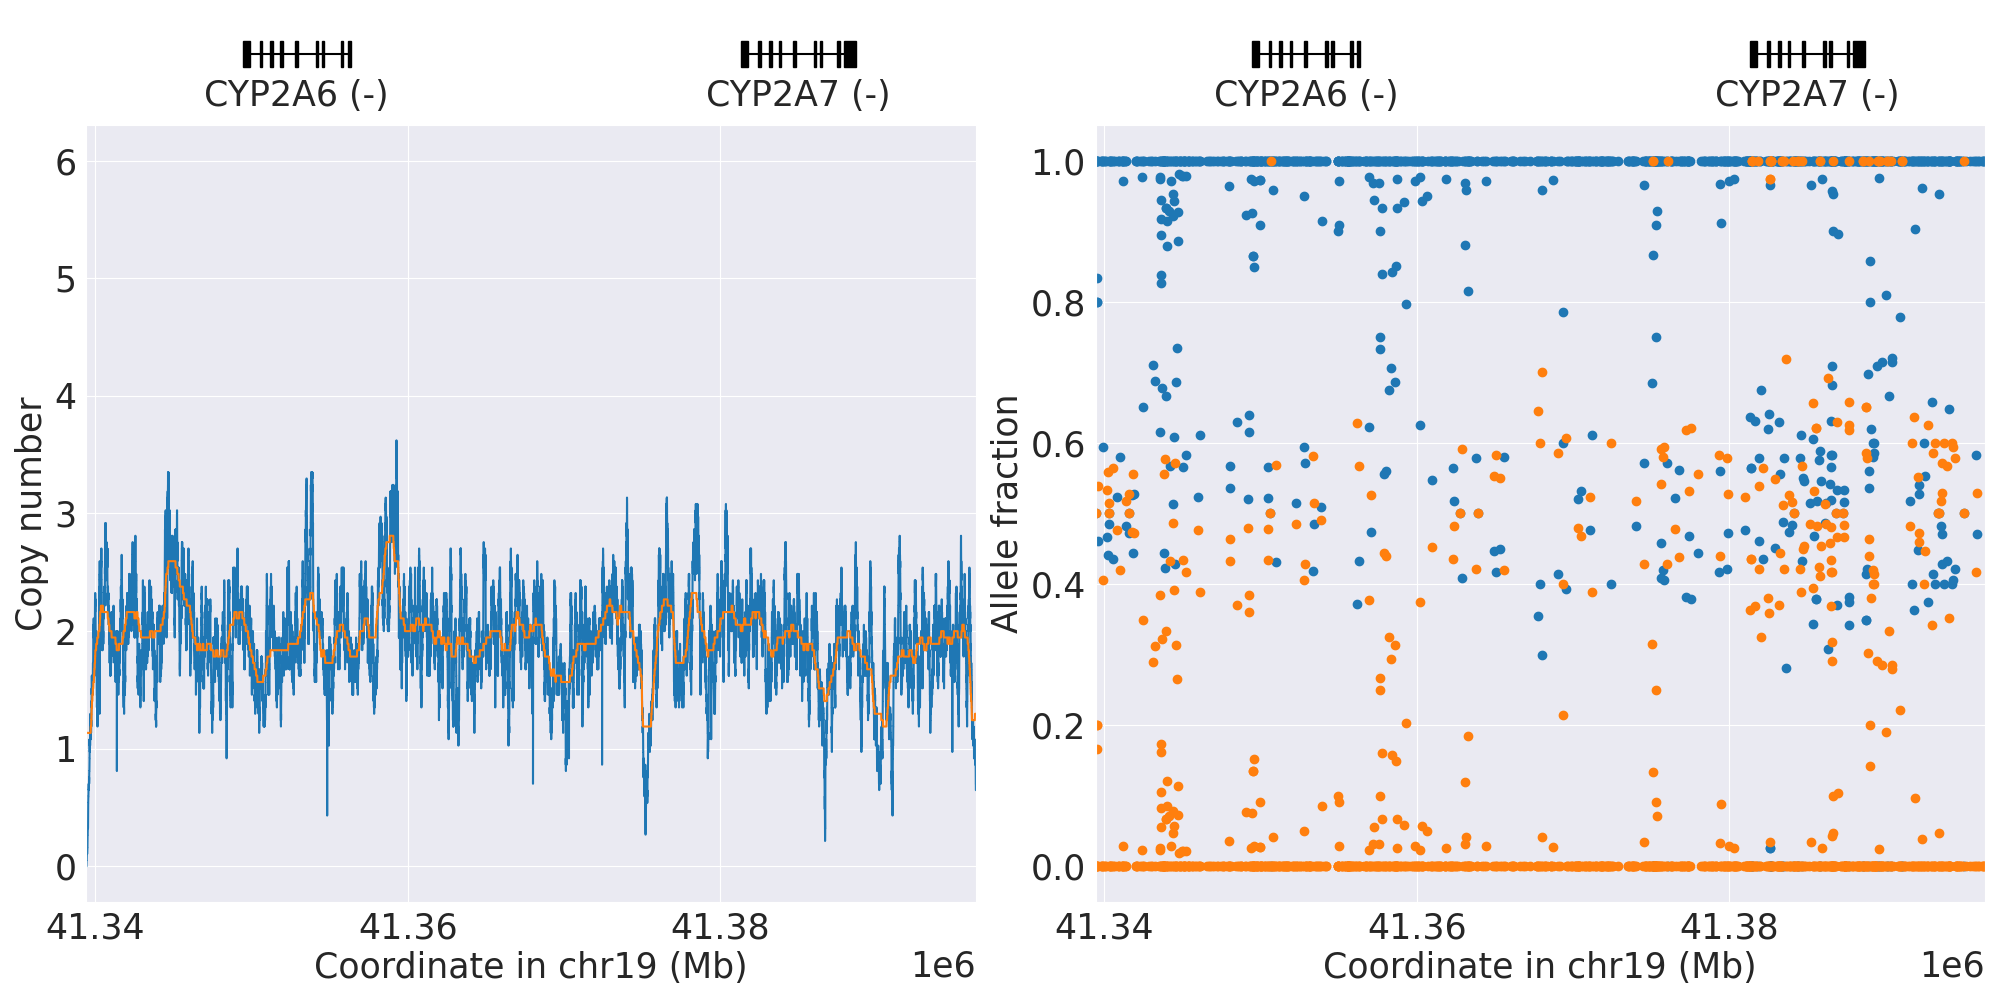 CYP2A6 (-)
CYP2A7 (-)
6
5
4
3
2
1
0
Copy number
41.34
41.36
41.38
Coordinate in chr19 (Mb)
1e6
CYP2A6 (-)
CYP2A7 (-)
1.0
0.8
0.6
0.4
0.2
0.0
Allele fraction
41.34
41.36
41.38
Coordinate in chr19 (Mb)
1e6